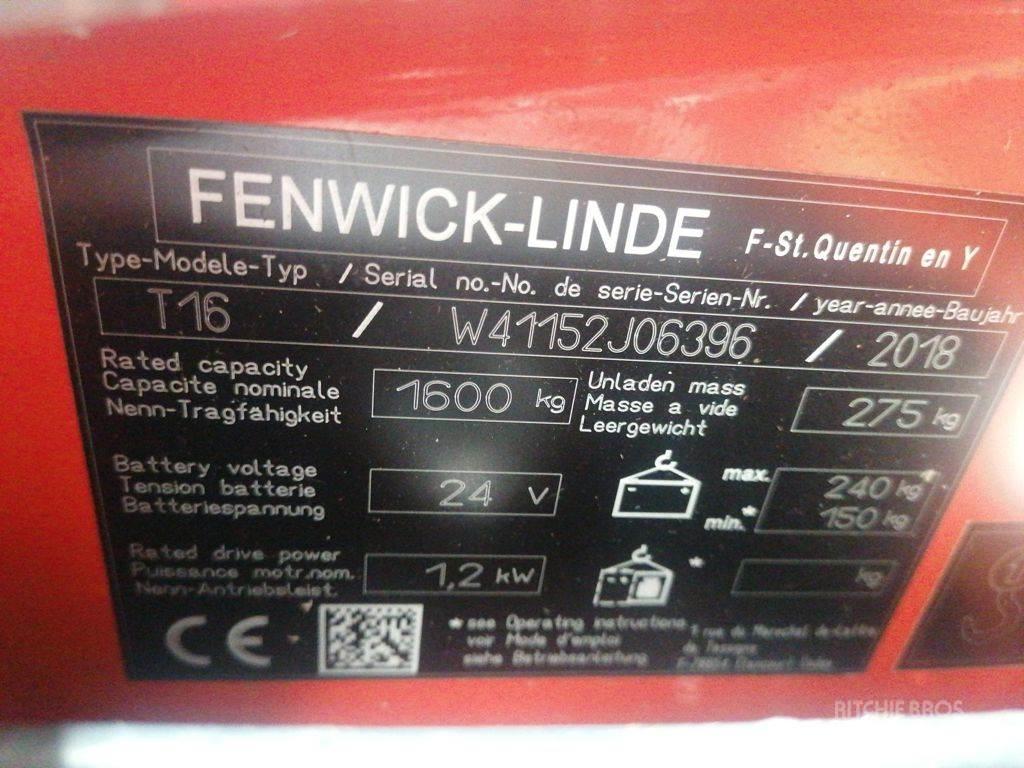 FENWICK-LINDE F-St.Quentin en Y
Type-Modele-Typ / Serial no.-No. de serie-Serien-Nr. / year-annee-Baujahr
T16 / W41152J06396 / 2018
Rated capacity
Capacite nominale
Nenn-Tragfähigkeit
1600 kg
Unladen mass
Masse a vide
Leergewicht
275 kg
Battery voltage
Tension batterie
Batteriespannung
24 V
max. 240 kg
min.* 150 kg
Rated drive power
Puissance motr.nom.
Nenn-Antriebsleist.
1,2 kW
* kg
CE
* see Operating instructions
voir Mode d'emploi
siehe Betriebsanleitung
RITCHIE BROS